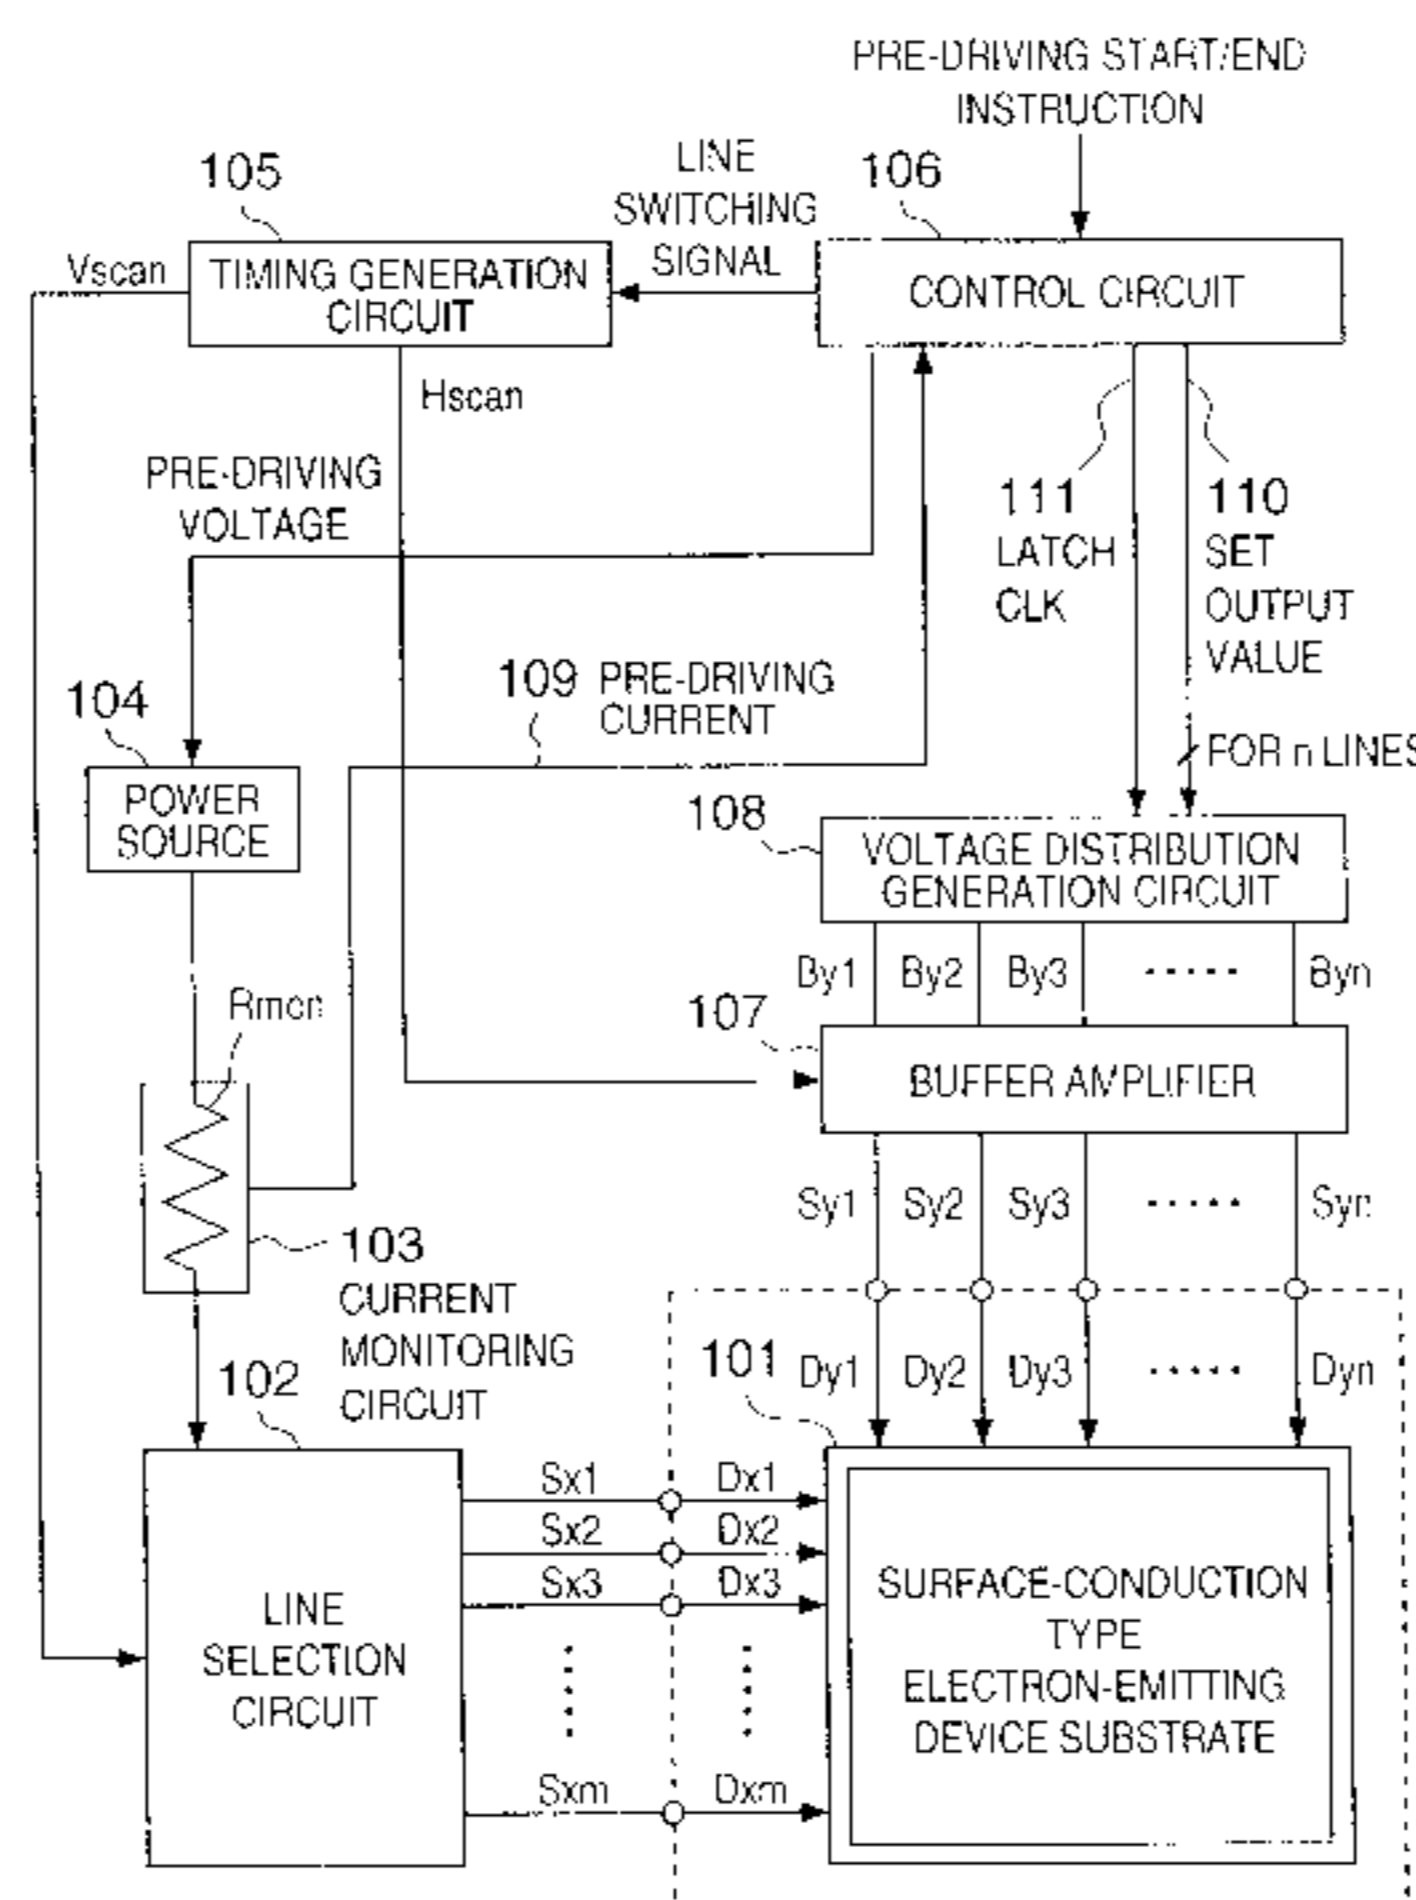 PRE-DRIVING START/END
INSTRUCTION
105
LINE
SWITCHING
SIGNAL
106
Vscan
TIMING GENERATION
CIRCUIT
CONTROL CIRCUIT
Hscan
PRE-DRIVING
VOLTAGE
111
LATCH
CLK
110
SET
OUTPUT
VALUE
FOR n LINES
109
PRE-DRIVING
CURRENT
104
POWER
SOURCE
108
VOLTAGE DISTRIBUTION
GENERATION CIRCUIT
By1 By2 By3 ..... Byn
Rmon
107
BUFFER AMPLIFIER
Sy1 Sy2 Sy3 ..... Syn
103
CURRENT
MONITORING
CIRCUIT
102
101
Dy1 Dy2 Dy3 ..... Dyn
Sx1 Dx1
Sx2 Dx2
Sx3 Dx3
Sxm Dxm
LINE
SELECTION
CIRCUIT
SURFACE-CONDUCTION
TYPE
ELECTRON-EMITTING
DEVICE SUBSTRATE